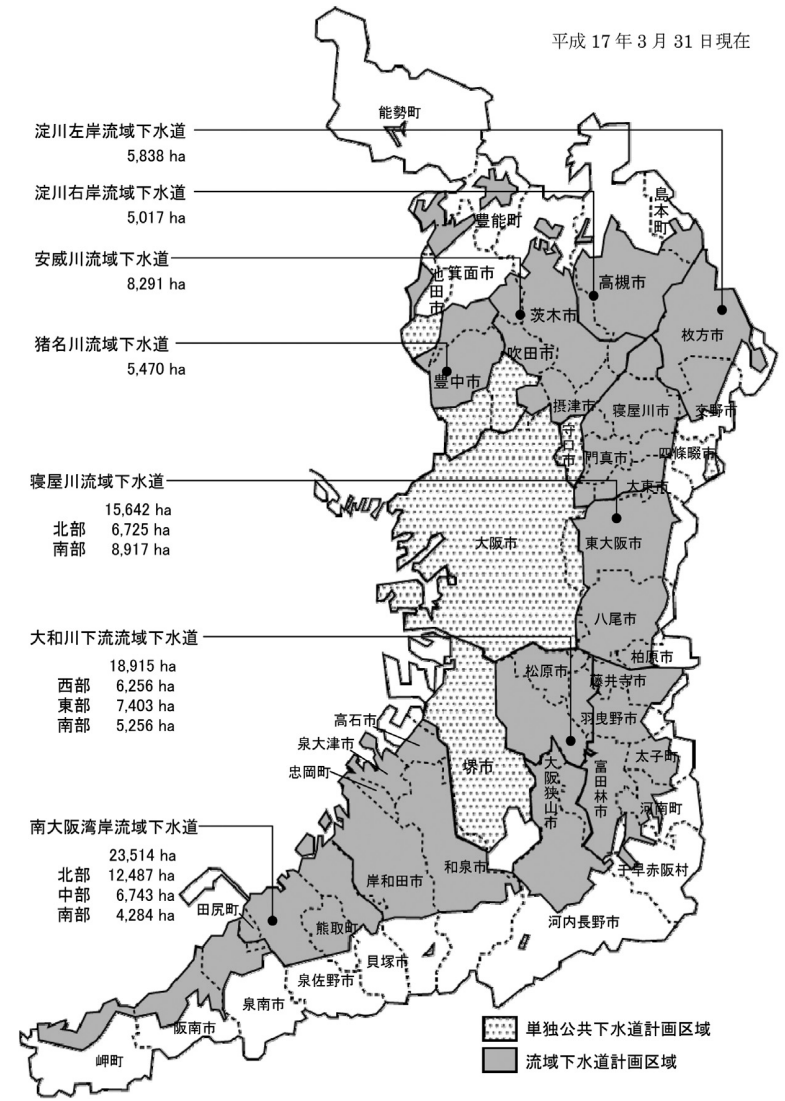 平成 17 年 3 月 31 日現在
能勢町
淀川左岸流域下水道
5,838 ha
淀川右岸流域下水道
5,017 ha
島本町
豊能町
安威川流域下水道
8,291 ha
池田市
箕面市
高槻市
茨木市
枚方市
猪名川流域下水道
5,470 ha
吹田市
豊中市
摂津市
寝屋川市
交野市
守口市
門真市
四條畷市
寝屋川流域下水道
15,642 ha
北部 6,725 ha
南部 8,917 ha
大東市
大阪市
東大阪市
八尾市
大和川下流流域下水道
18,915 ha
西部 6,256 ha
東部 7,403 ha
南部 5,256 ha
柏原市
松原市
藤井寺市
羽曳野市
高石市
泉大津市
忠岡町
堺市
大阪狭山市
富田林市
太子町
河南町
南大阪湾岸流域下水道
23,514 ha
北部 12,487 ha
中部 6,743 ha
南部 4,284 ha
和泉市
岸和田市
千早赤阪村
田尻町
熊取町
河内長野市
貝塚市
泉佐野市
泉南市
阪南市
岬町
単独公共下水道計画区域
流域下水道計画区域